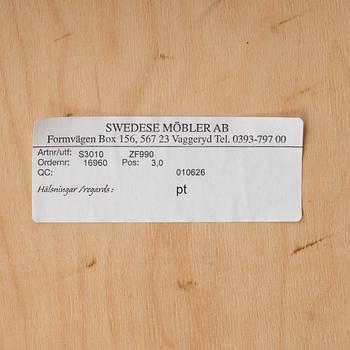 SWEDESE MÖBLER AB
Formvägen Box 156, 567 23 Vaggeryd Tel. 0393-797 00
Artnr/utf: S3010 ZF990
Ordernr: 16960 Pos: 3,0
QC: 010626
Hälsningar /regards : pt